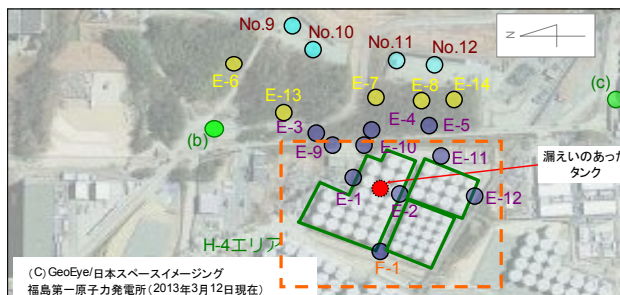 No.9
No.10
No.11
No.12
N
E-6
E-7
E-8
E-14
(c)
E-13
E-3
E-4
E-5
(b)
E-9
E-10
E-11
漏えいのあった
タンク
E-1
E-2
E-12
H-4エリア
F-1
(C)GeoEye/日本スペースイメージング
福島第一原子力発電所(2013年3月12日現在)